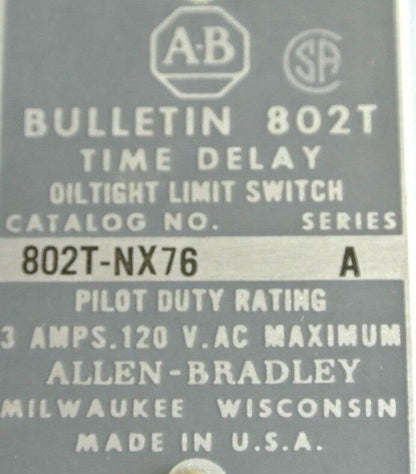 A-B
SA
BULLETIN 802T
TIME DELAY
OILTIGHT LIMIT SWITCH
CATALOG NO. SERIES
802T-NX76 A
PILOT DUTY RATING
3 AMPS.120 V.AC MAXIMUM
ALLEN-BRADLEY
MILWAUKEE WISCONSIN
MADE IN U.S.A.